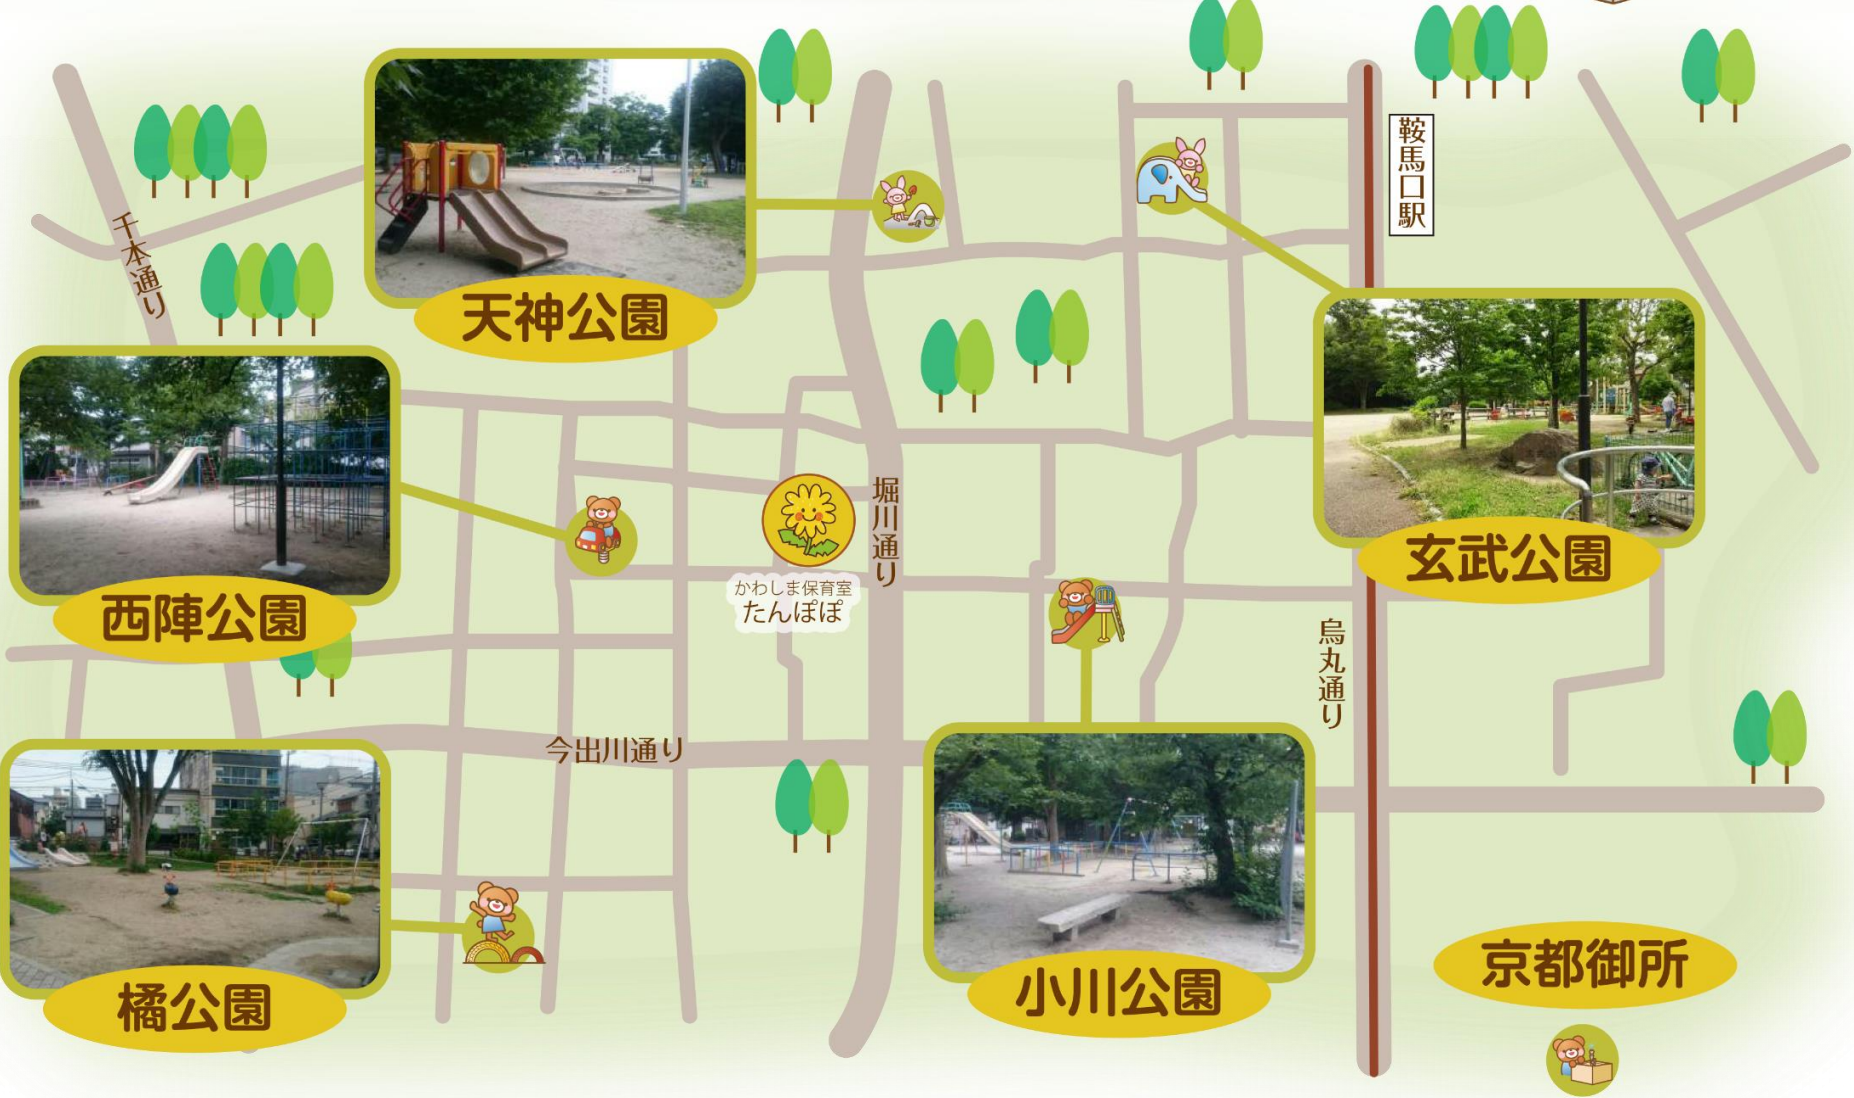 鞍馬口駅
千本通り
天神公園
堀川通り
玄武公園
西陣公園
かわしま保育室
たんぽぽ
烏丸通り
今出川通り
京都御所
小川公園
橘公園